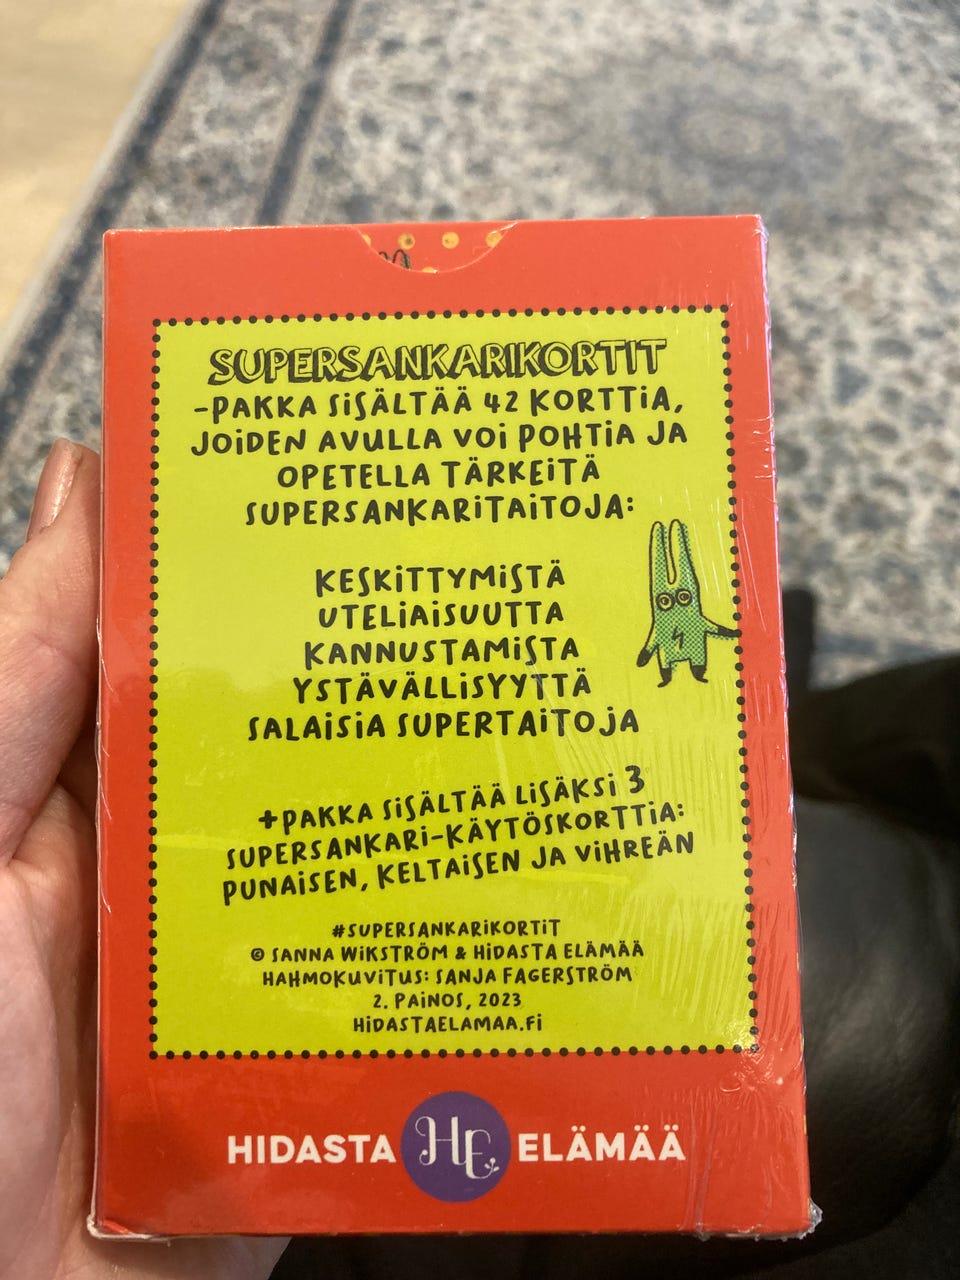 SUPERSANKARIKORTIT
-PAKKA SISÄLTÄÄ 42 KORTTIA,
JOIDEN AVULLA VOI POHTIA JA
OPETELLA TÄRKEITÄ
SUPERSANKARITAITOJA:
KESKITTYMISTÄ
UTELIAISUUTTA
KANNUSTAMISTA
YSTÄVÄLLISYYTTÄ
SALAISIA SUPERTAITOJA
+PAKKA SISÄLTÄÄ LISÄKSI 3
SUPERSANKARI-KÄYTÖSKORTTIA:
PUNAISEN, KELTAISEN JA VIHREÄN
#SUPERSANKARIKORTIT
© SANNA WIKSTRÖM & HIDASTA ELÄMÄÄ
HAHMOKUVITUS: SANJA FAGERSTRÖM
2. PAINOS, 2023
HIDASTAELAMAA.FI
HIDASTA HE ELÄMÄÄ